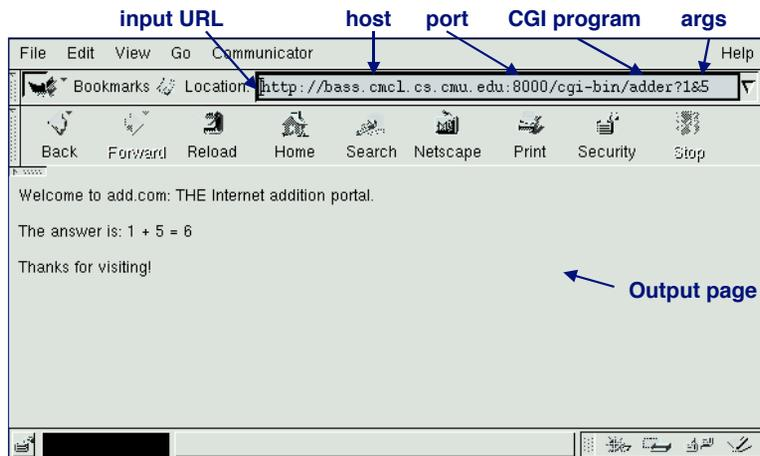 input URL host port CGI program args
File Edit View Go Communicator Help
Bookmarks Location: http://bass.cmcl.cs.cmu.edu:8000/cgi-bin/adder?1&5
Back Forward Reload Home Search Netscape Print Security Stop
Welcome to add.com: THE Internet addition portal.
The answer is: 1 + 5 = 6
Thanks for visiting!
Output page